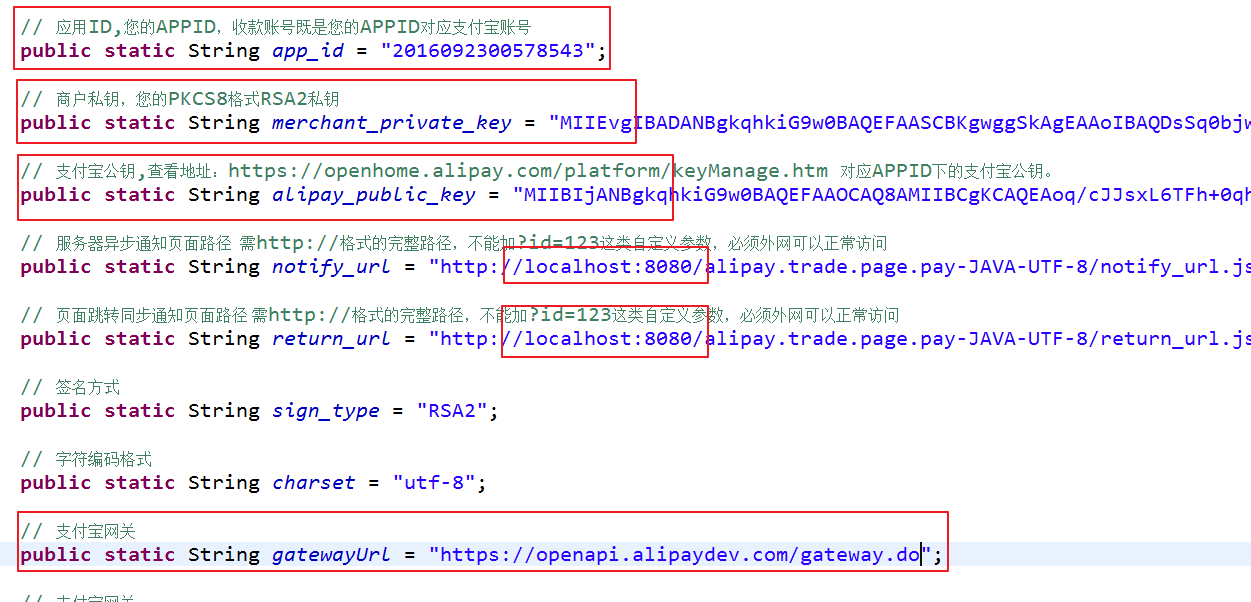 // 应用ID,您的APPID，收款账号既是您的APPID对应支付宝账号
public static String app_id = "2016092300578543";
// 商户私钥，您的PKCS8格式RSA2私钥
public static String merchant_private_key = "MIIEvgIBADANBgkqhkiG9w0BAQEFAASCBKgwggSkAgEAAoIBAQDsSq0bjw
// 支付宝公钥,查看地址：https://openhome.alipay.com/platform/keyManage.htm 对应APPID下的支付宝公钥。
public static String alipay_public_key = "MIIBIjANBgkqhkiG9w0BAQEFAAOCAQ8AMIIBCgKCAQEAoq/cJJsxL6TFh+0qh
// 服务器异步通知页面路径 需http://格式的完整路径，不能加?id=123这类自定义参数，必须外网可以正常访问
public static String notify_url = "http://localhost:8080/alipay.trade.page.pay-JAVA-UTF-8/notify_url.js
// 页面跳转同步通知页面路径 需http://格式的完整路径，不能加?id=123这类自定义参数，必须外网可以正常访问
public static String return_url = "http://localhost:8080/alipay.trade.page.pay-JAVA-UTF-8/return_url.js
// 签名方式
public static String sign_type = "RSA2";
// 字符编码格式
public static String charset = "utf-8";
// 支付宝网关
public static String gatewayUrl = "https://openapi.alipaydev.com/gateway.do";
// 支付宝网关